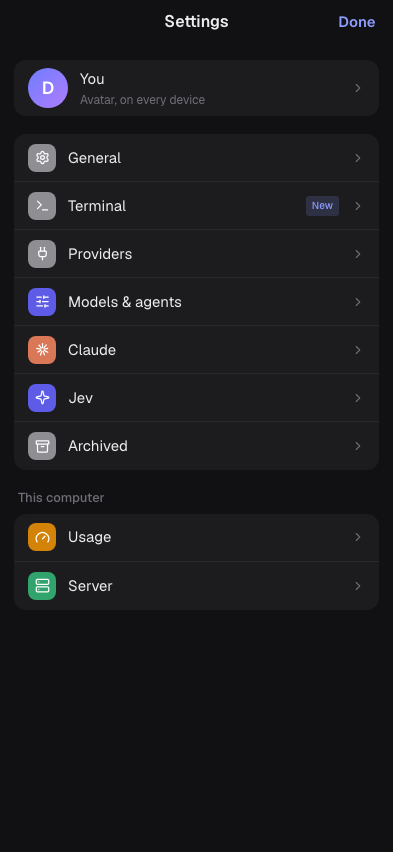 Settings
Done
D
You
Avatar, on every device
General
Terminal
New
Providers
Models & agents
Claude
Jev
Archived
This computer
Usage
Server